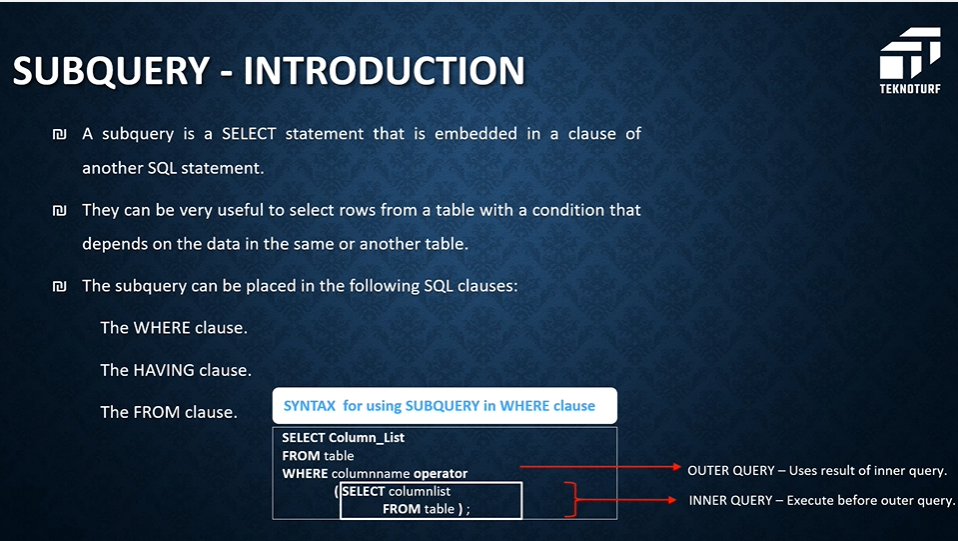 SUBQUERY - INTRODUCTION
TEKNOTURF
₪ A subquery is a SELECT statement that is embedded in a clause of
another SQL statement.
₪ They can be very useful to select rows from a table with a condition that
depends on the data in the same or another table.
₪ The subquery can be placed in the following SQL clauses:
The WHERE clause.
The HAVING clause.
The FROM clause.
SYNTAX for using SUBQUERY in WHERE clause
SELECT Column_List
FROM table
WHERE columnname operator
( SELECT columnlist
FROM table ) ;
OUTER QUERY – Uses result of inner query.
INNER QUERY – Execute before outer query.